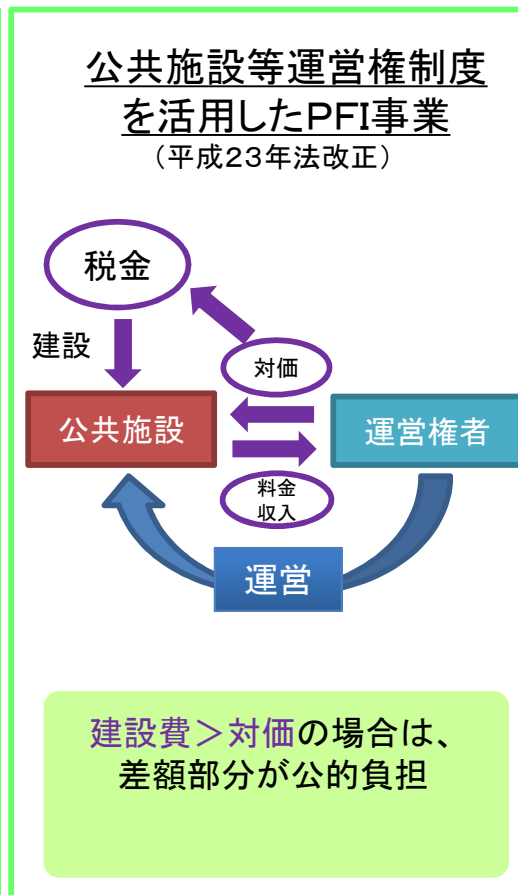 公共施設等運営権制度
を活用したPFI事業
（平成２３年法改正）
税金
建設
対価
公共施設
運営権者
料金
収入
運営
建設費＞対価の場合は、
差額部分が公的負担